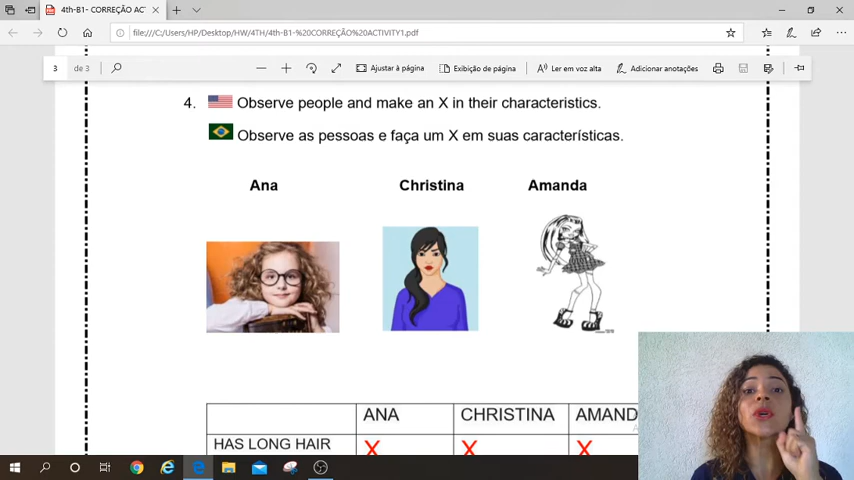 4th-B1- CORREÇÃO AC
file:///C:/Users/HP/Desktop/HW/4TH/4th-B1-%20CORREÇÃO%20ACTIVITY1.pdf
3 de 3
Ajustar à página
Exibição de página
Ler em voz alta
Adicionar anotações
4. Observe people and make an X in their characteristics.
Observe as pessoas e faça um X em suas características.
Ana Christina Amanda
ANA CHRISTINA AMAND
HAS LONG HAIR X X X